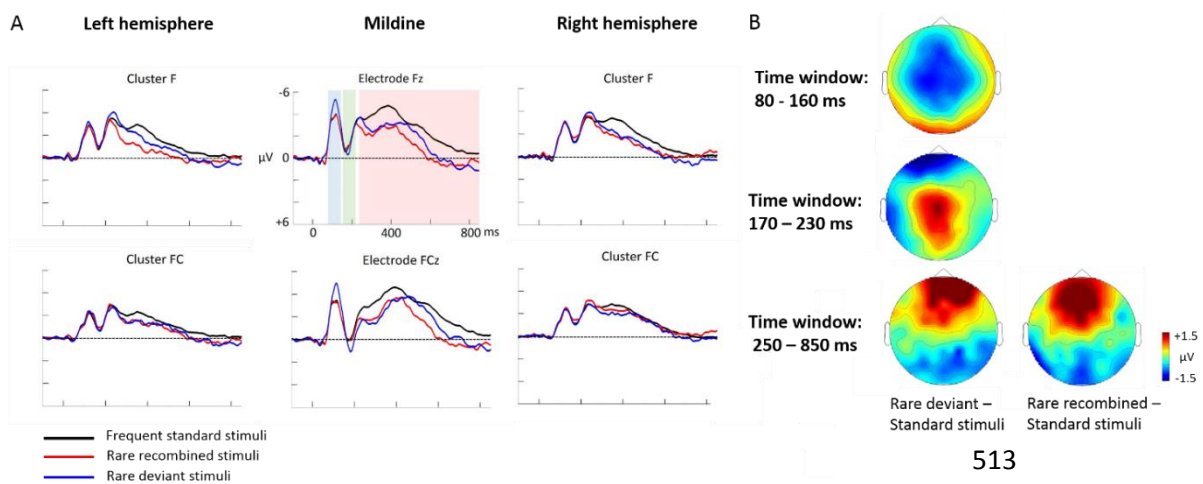 A
Left hemisphere
Mildine
Right hemisphere
B
Cluster F
Electrode Fz
Cluster F
-6
µV
0
+6
0
400
800 ms
Cluster FC
Electrode FCz
Cluster FC
Frequent standard stimuli
Rare recombined stimuli
Rare deviant stimuli
Time window:
80 - 160 ms
Time window:
170 – 230 ms
Time window:
250 – 850 ms
+1.5
µV
-1.5
Rare deviant –
Standard stimuli
Rare recombined –
Standard stimuli
513